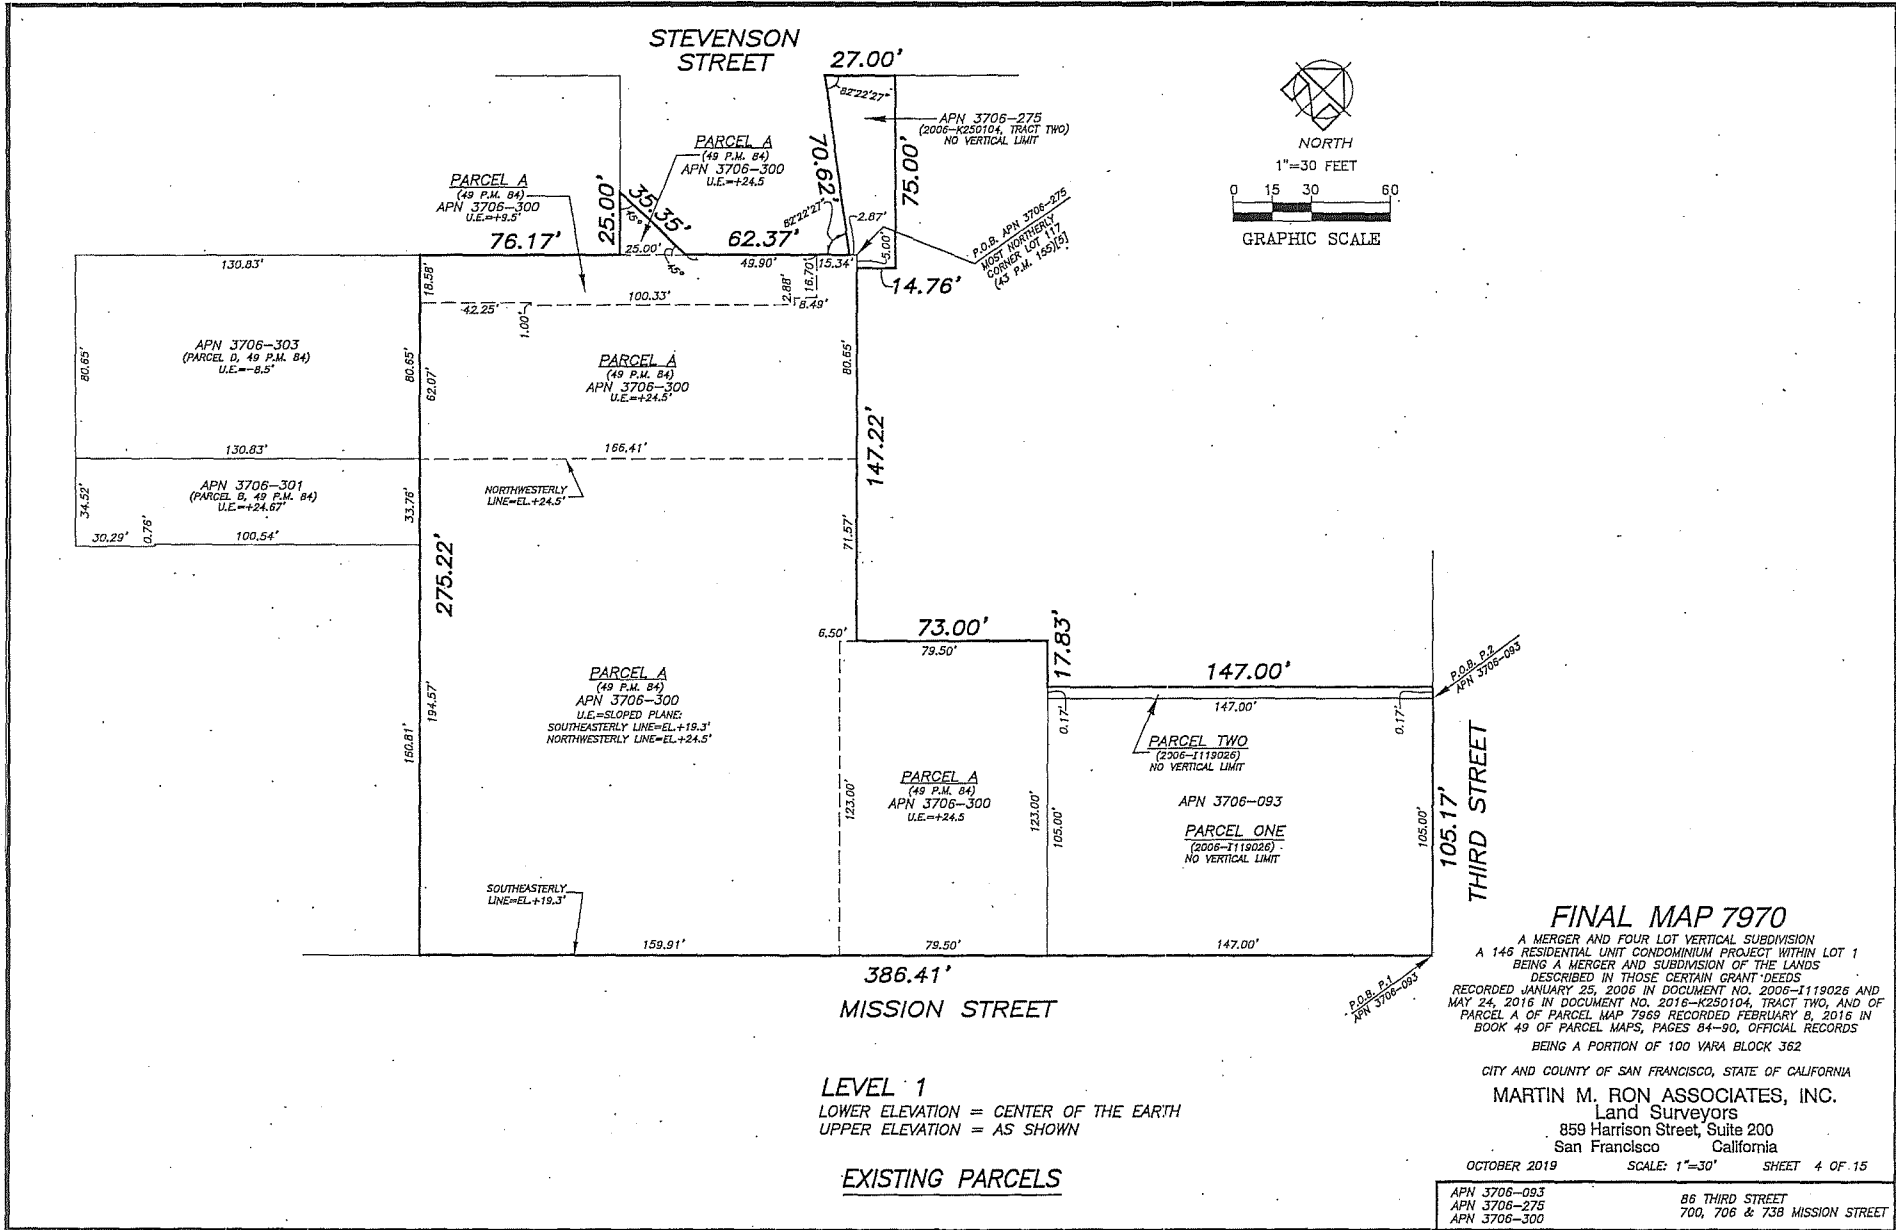 STEVENSON
STREET
27.00'
82°22'27"
APN 3706-275
(2006-K250104, TRACT TWO)
NO VERTICAL LIMIT
NORTH
1"=30 FEET
0 15 30 60
GRAPHIC SCALE
PARCEL A
(49 P.M. 84)
APN 3706-300
U.E.=+24.5
PARCEL A
(49 P.M. 84)
APN 3706-300
U.E.=+9.5'
25.00'
35.35'
45°
70.62'
75.00'
82°22'27"
2.87'
5.00'
P.O.B. APN 3706-275
MOST NORTHERLY
CORNER LOT 117
(43 P.M. 155)[5]
76.17'
25.00'
45°
62.37'
49.90'
15.34'
14.76'
130.83'
18.58'
100.33'
2.88'
16.70'
8.49'
42.25'
1.00'
APN 3706-303
(PARCEL D, 49 P.M. 84)
U.E.=-8.5'
80.65'
80.65'
62.07'
PARCEL A
(49 P.M. 84)
APN 3706-300
U.E.=+24.5'
80.65'
147.22'
130.83'
166.41'
APN 3706-301
(PARCEL B, 49 P.M. 84)
U.E.=+24.67'
34.52'
33.76'
30.29'
0.76'
100.54'
NORTHWESTERLY
LINE=EL.+24.5'
71.57'
275.22'
6.50'
73.00'
79.50'
17.83'
147.00'
147.00'
0.17'
0.17'
P.O.B. P.2
APN 3706-093
PARCEL A
(49 P.M. 84)
APN 3706-300
U.E.=SLOPED PLANE:
SOUTHEASTERLY LINE=EL.+19.3'
NORTHWESTERLY LINE=EL.+24.5'
194.57'
160.81'
PARCEL TWO
(2006-I119026)
NO VERTICAL LIMIT
PARCEL A
(49 P.M. 84)
APN 3706-300
U.E.=+24.5
123.00'
123.00'
105.00'
APN 3706-093
PARCEL ONE
(2006-I119026)
NO VERTICAL LIMIT
105.00'
105.17'
THIRD STREET
SOUTHEASTERLY
LINE=EL.+19.3'
159.91'
79.50'
147.00'
386.41'
MISSION STREET
P.O.B. P.1
APN 3706-093
LEVEL 1
LOWER ELEVATION = CENTER OF THE EARTH
UPPER ELEVATION = AS SHOWN
EXISTING PARCELS
FINAL MAP 7970
A MERGER AND FOUR LOT VERTICAL SUBDIVISION
A 146 RESIDENTIAL UNIT CONDOMINIUM PROJECT WITHIN LOT 1
BEING A MERGER AND SUBDIVISION OF THE LANDS
DESCRIBED IN THOSE CERTAIN GRANT DEEDS
RECORDED JANUARY 25, 2006 IN DOCUMENT NO. 2006-I119026 AND
MAY 24, 2016 IN DOCUMENT NO. 2016-K250104, TRACT TWO, AND OF
PARCEL A OF PARCEL MAP 7969 RECORDED FEBRUARY 8, 2016 IN
BOOK 49 OF PARCEL MAPS, PAGES 84-90, OFFICIAL RECORDS
BEING A PORTION OF 100 VARA BLOCK 362
CITY AND COUNTY OF SAN FRANCISCO, STATE OF CALIFORNIA
MARTIN M. RON ASSOCIATES, INC.
Land Surveyors
859 Harrison Street, Suite 200
San Francisco California
OCTOBER 2019 SCALE: 1"=30' SHEET 4 OF 15
APN 3706-093
APN 3706-275
APN 3706-300
86 THIRD STREET
700, 706 & 738 MISSION STREET